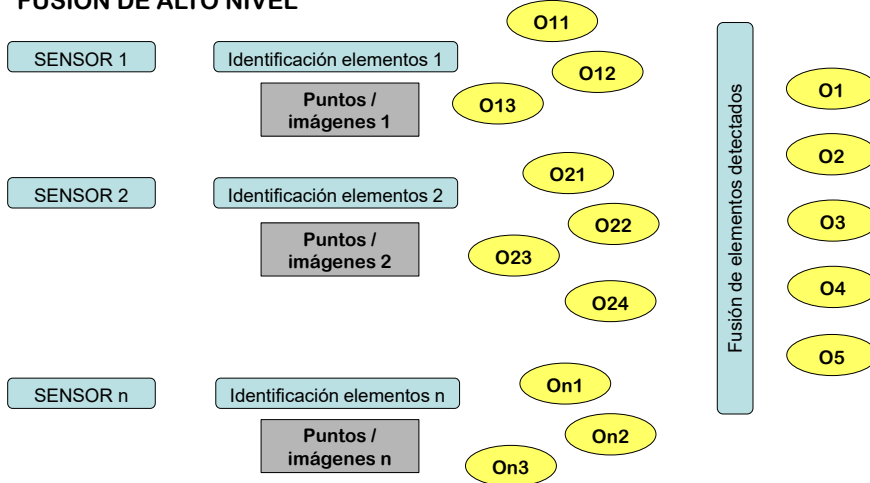 FUSIÓN DE ALTO NIVEL
SENSOR 1
Identificación elementos 1
Puntos /
imágenes 1
O11
O12
O13
SENSOR 2
Identificación elementos 2
Puntos /
imágenes 2
O21
O22
O23
O24
SENSOR n
Identificación elementos n
Puntos /
imágenes n
On1
On2
On3
Fusión de elementos detectados
O1
O2
O3
O4
O5